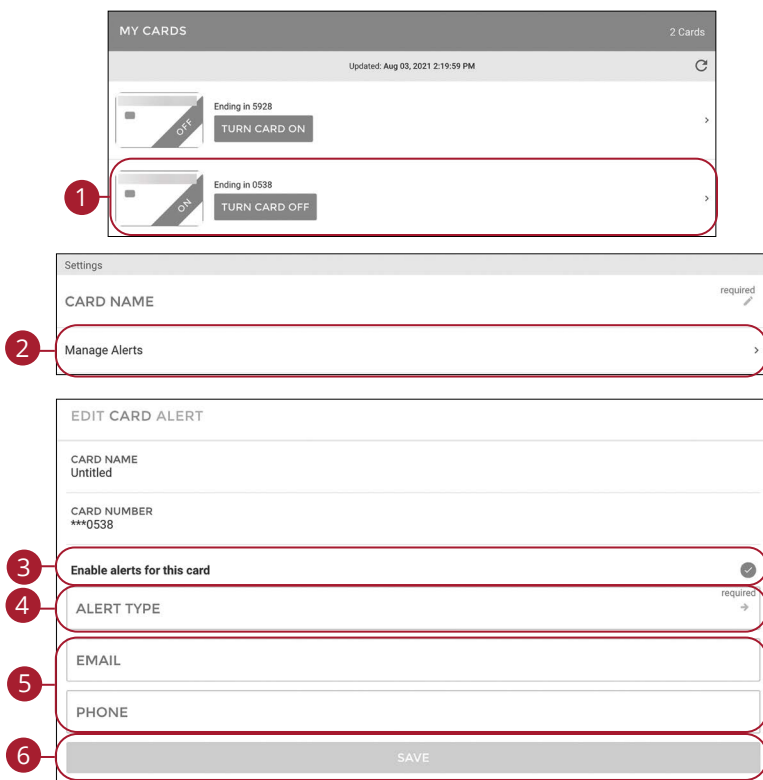 MY CARDS 2 Cards
Updated: Aug 03, 2021 2:19:59 PM
Ending in 5928
OFF
TURN CARD ON
1
Ending in 0538
ON
TURN CARD OFF
Settings
CARD NAME required
2
Manage Alerts
EDIT CARD ALERT
CARD NAME
Untitled
CARD NUMBER
***0538
3
Enable alerts for this card
4
ALERT TYPE required
5
EMAIL
PHONE
6
SAVE